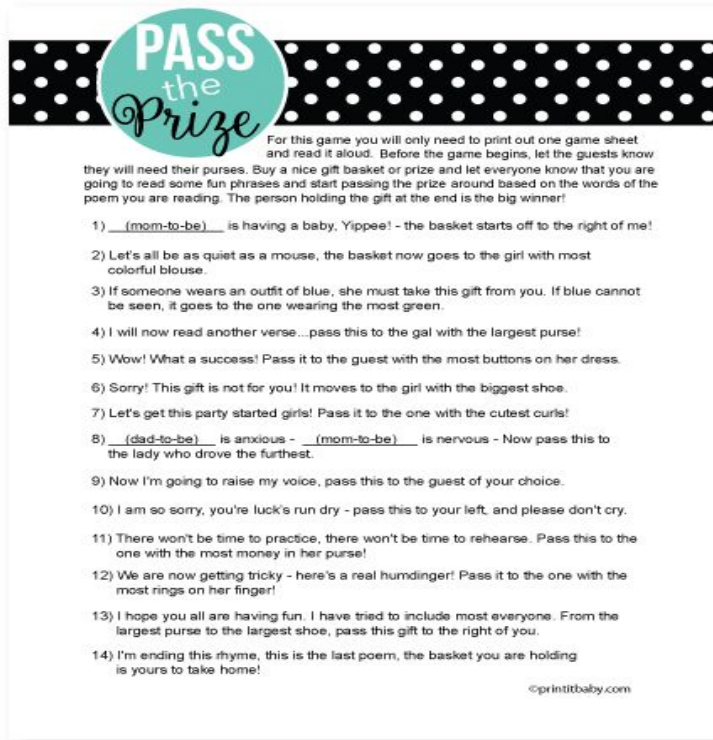 PASS
the
Prize
For this game you will only need to print out one game sheet
and read it aloud. Before the game begins, let the guests know
they will need their purses. Buy a nice gift basket or prize and let everyone know that you are
going to read some fun phrases and start passing the prize around based on the words of the
poem you are reading. The person holding the gift at the end is the big winner!
1) __(mom-to-be)__ is having a baby, Yippee! - the basket starts off to the right of me!
2) Let's all be as quiet as a mouse, the basket now goes to the girl with most
colorful blouse.
3) If someone wears an outfit of blue, she must take this gift from you. If blue cannot
be seen, it goes to the one wearing the most green.
4) I will now read another verse...pass this to the gal with the largest purse!
5) Wow! What a success! Pass it to the guest with the most buttons on her dress.
6) Sorry! This gift is not for you! It moves to the girl with the biggest shoe.
7) Let's get this party started girls! Pass it to the one with the cutest curls!
8) __(dad-to-be)__ is anxious - __(mom-to-be)__ is nervous - Now pass this to
the lady who drove the furthest.
9) Now I'm going to raise my voice, pass this to the guest of your choice.
10) I am so sorry, you're luck's run dry - pass this to your left, and please don't cry.
11) There won't be time to practice, there won't be time to rehearse. Pass this to the
one with the most money in her purse!
12) We are now getting tricky - here's a real humdinger! Pass it to the one with the
most rings on her finger!
13) I hope you all are having fun. I have tried to include most everyone. From the
largest purse to the largest shoe, pass this gift to the right of you.
14) I'm ending this rhyme, this is the last poem, the basket you are holding
is yours to take home!
©printitbaby.com